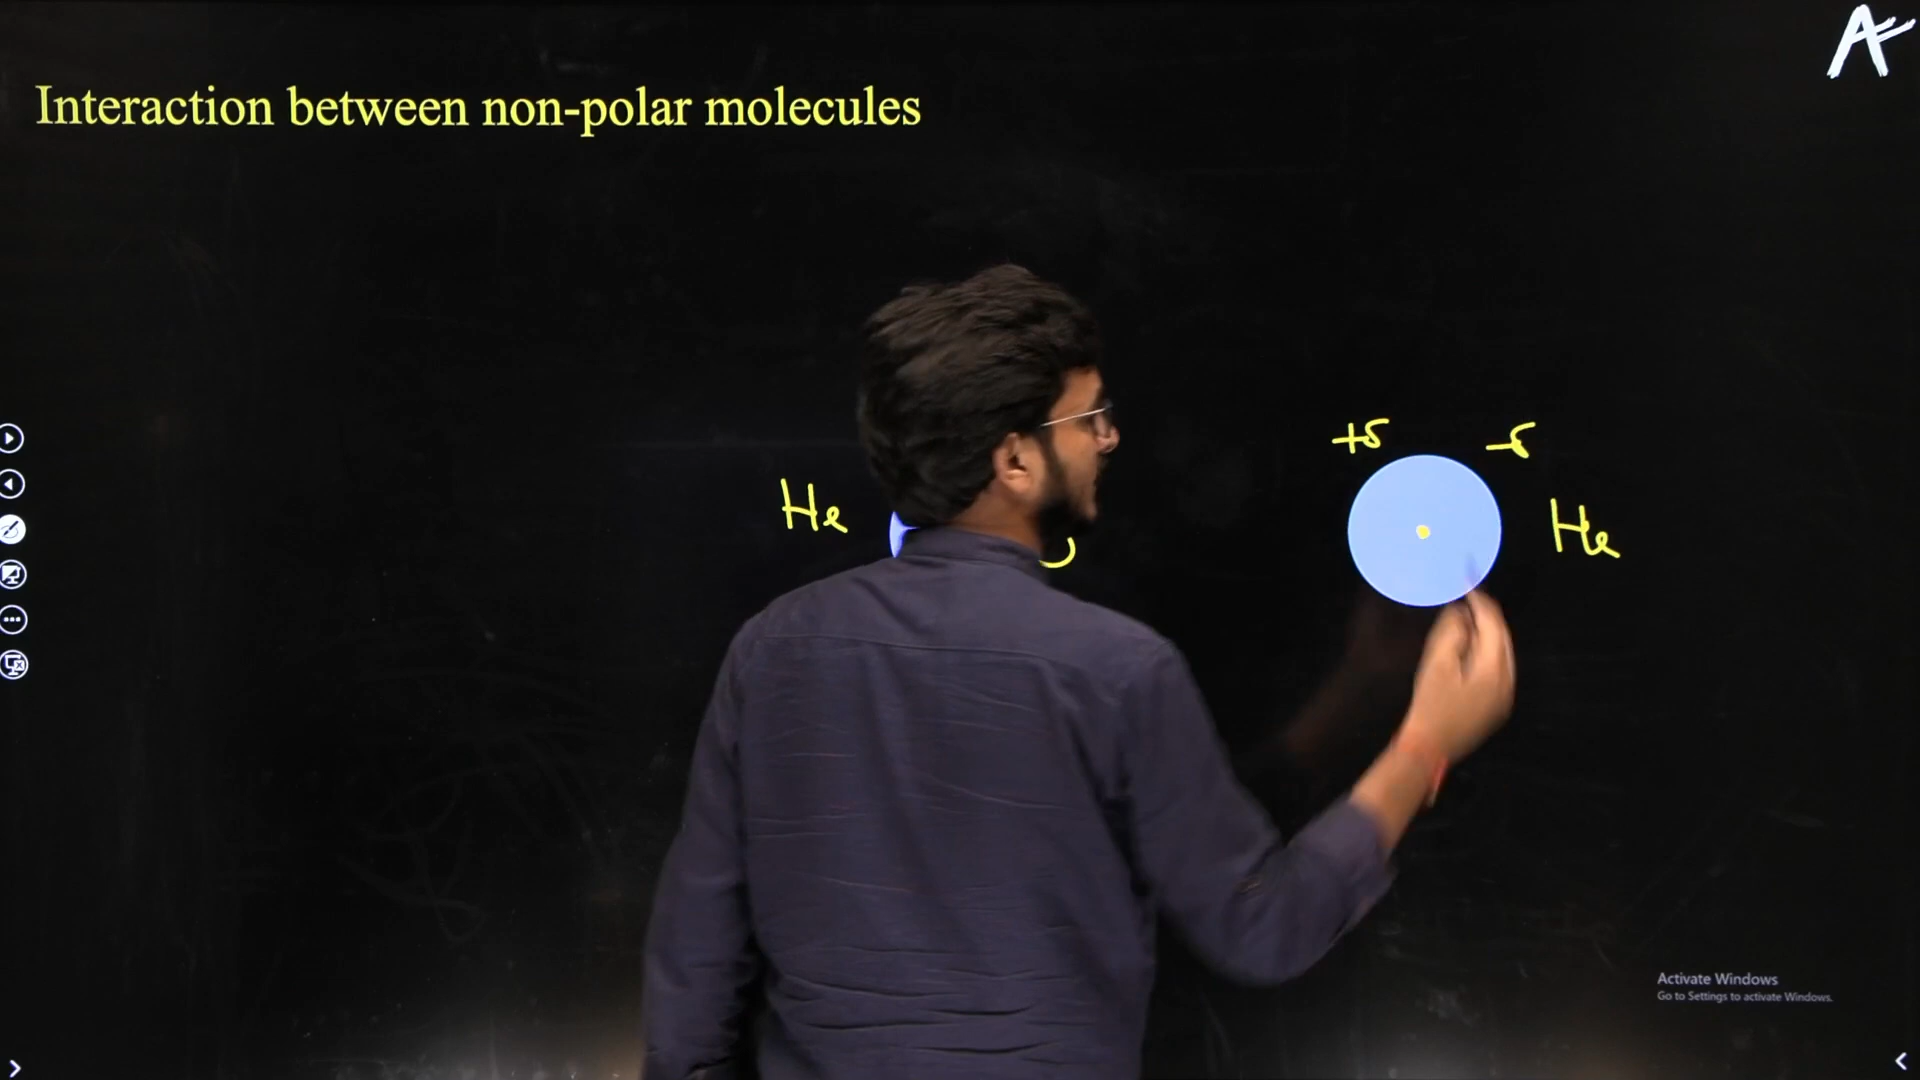 Interaction between non-polar molecules
+δ -δ
He He
Activate Windows
Go to Settings to activate Windows.